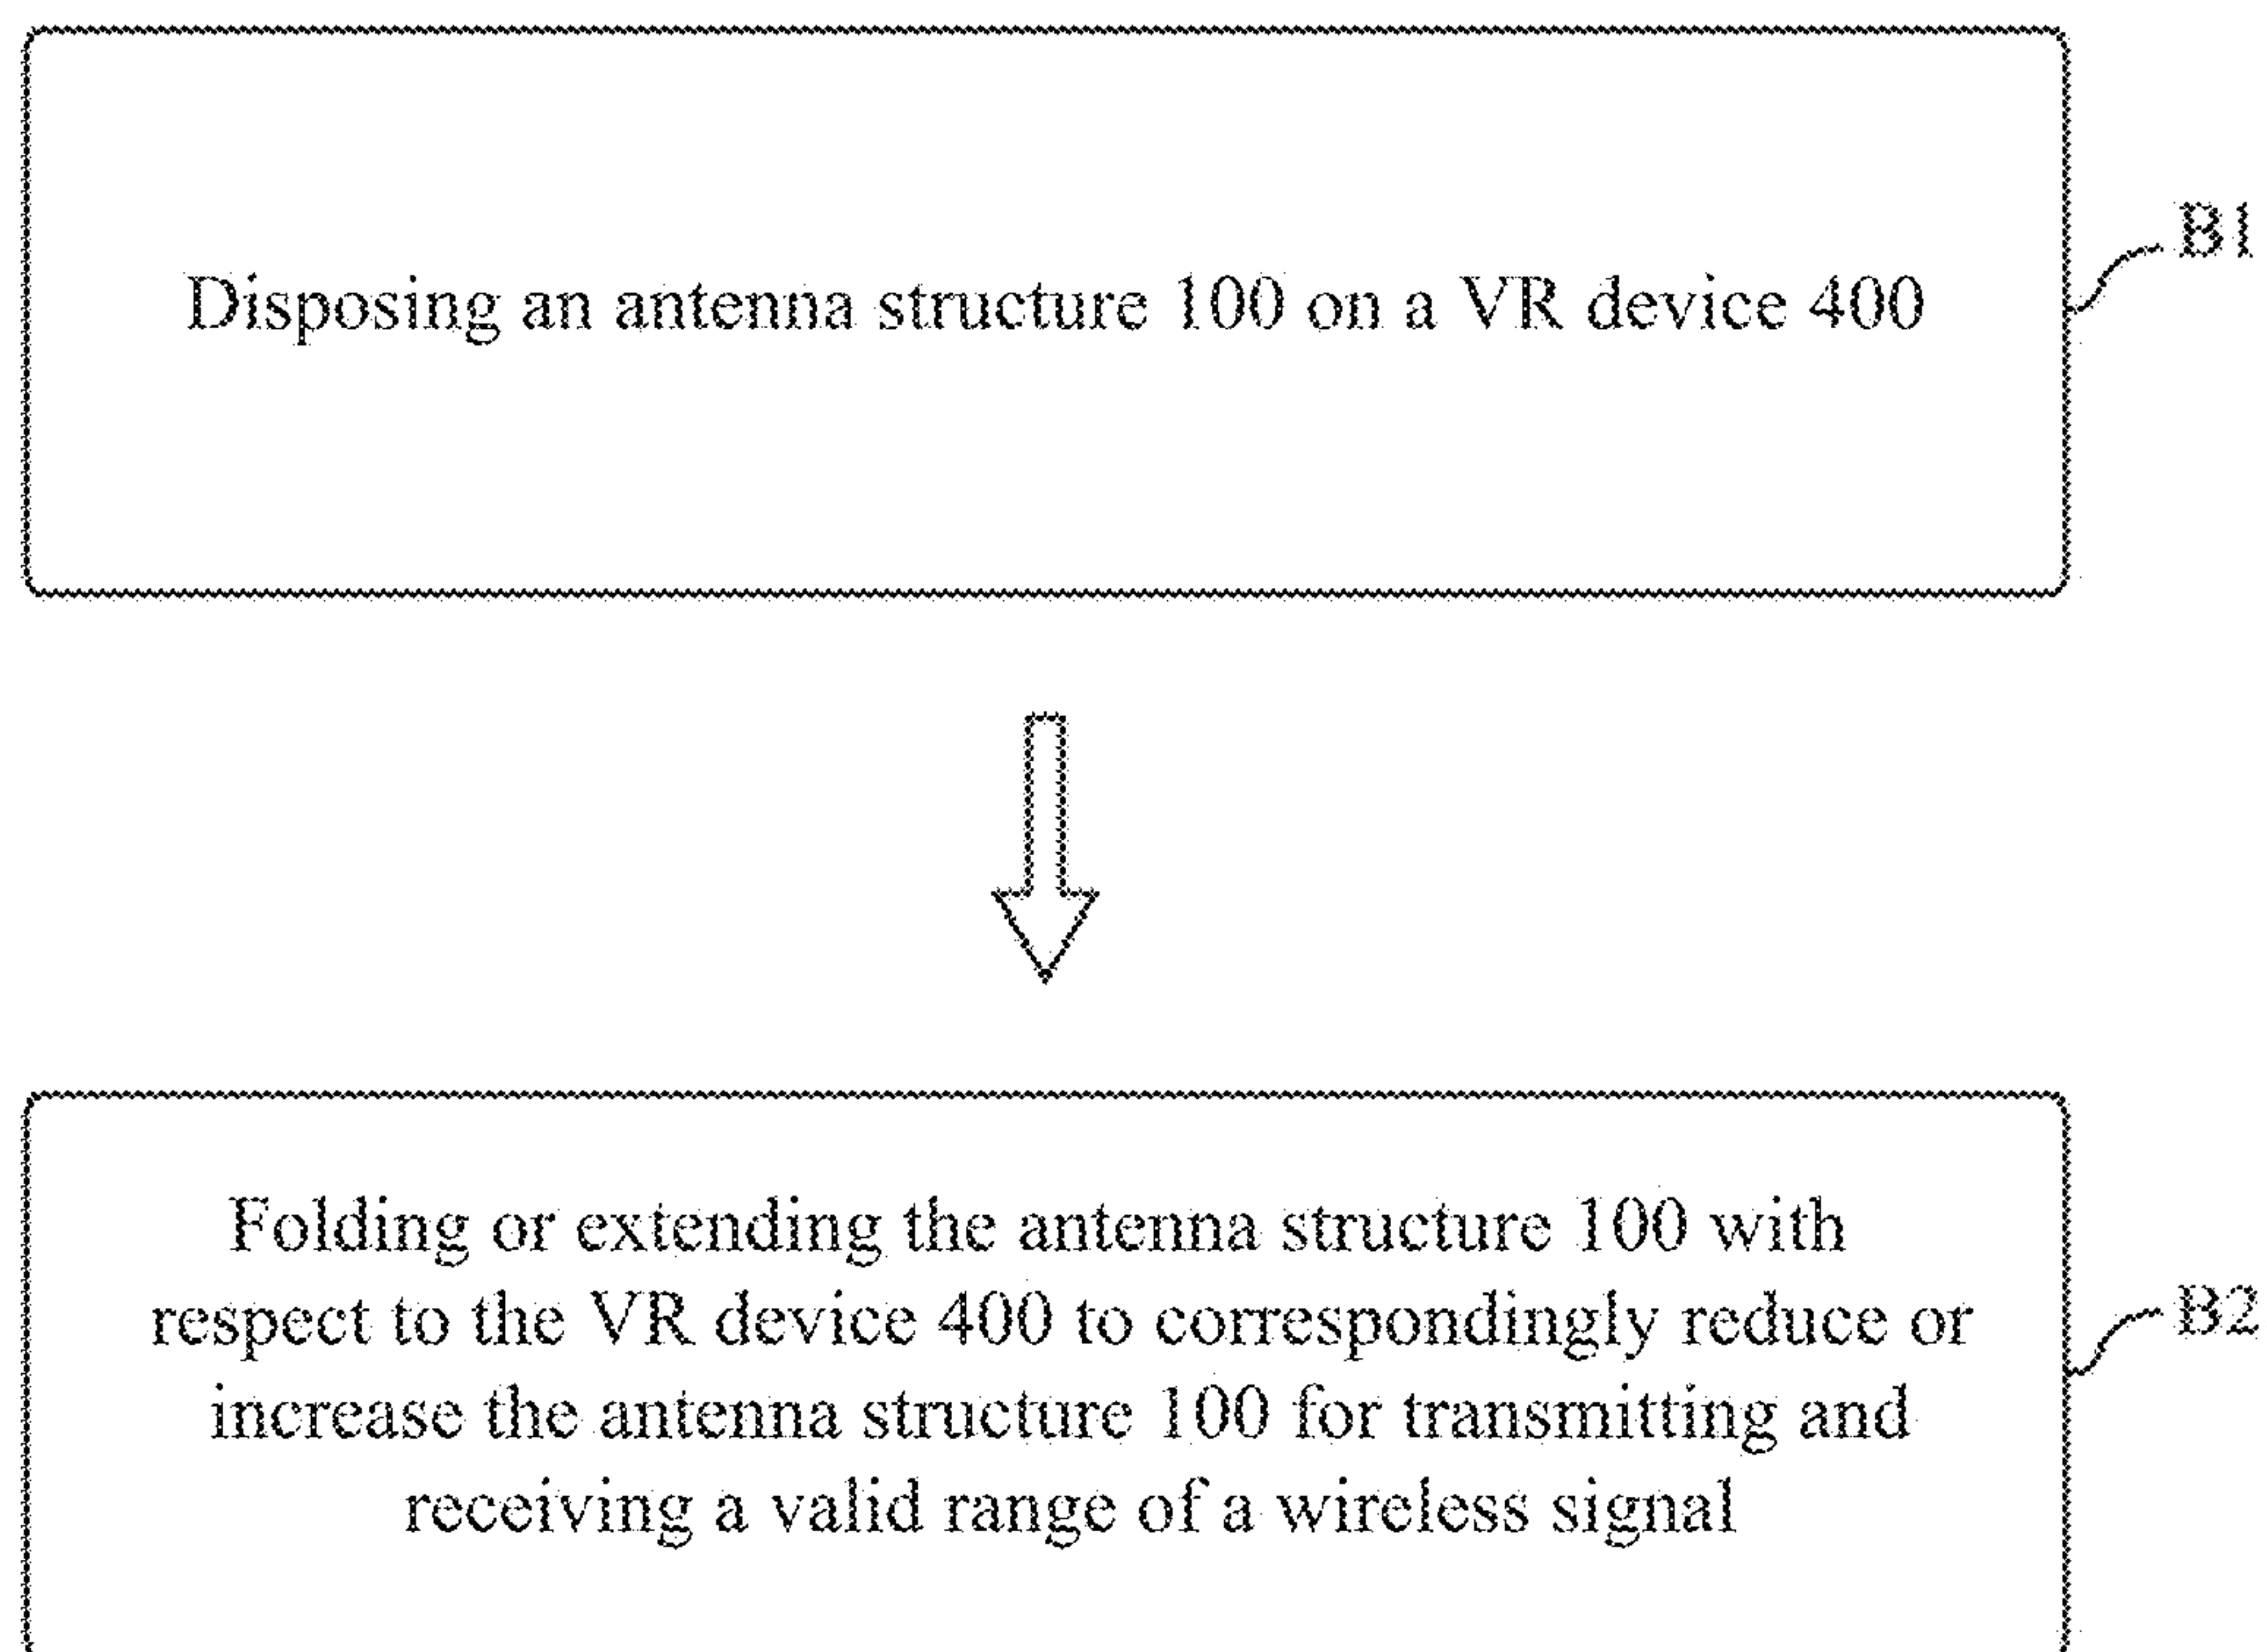 Disposing an antenna structure 100 on a VR device 400
B1
Folding or extending the antenna structure 100 with
respect to the VR device 400 to correspondingly reduce or
increase the antenna structure 100 for transmitting and
receiving a valid range of a wireless signal
B2